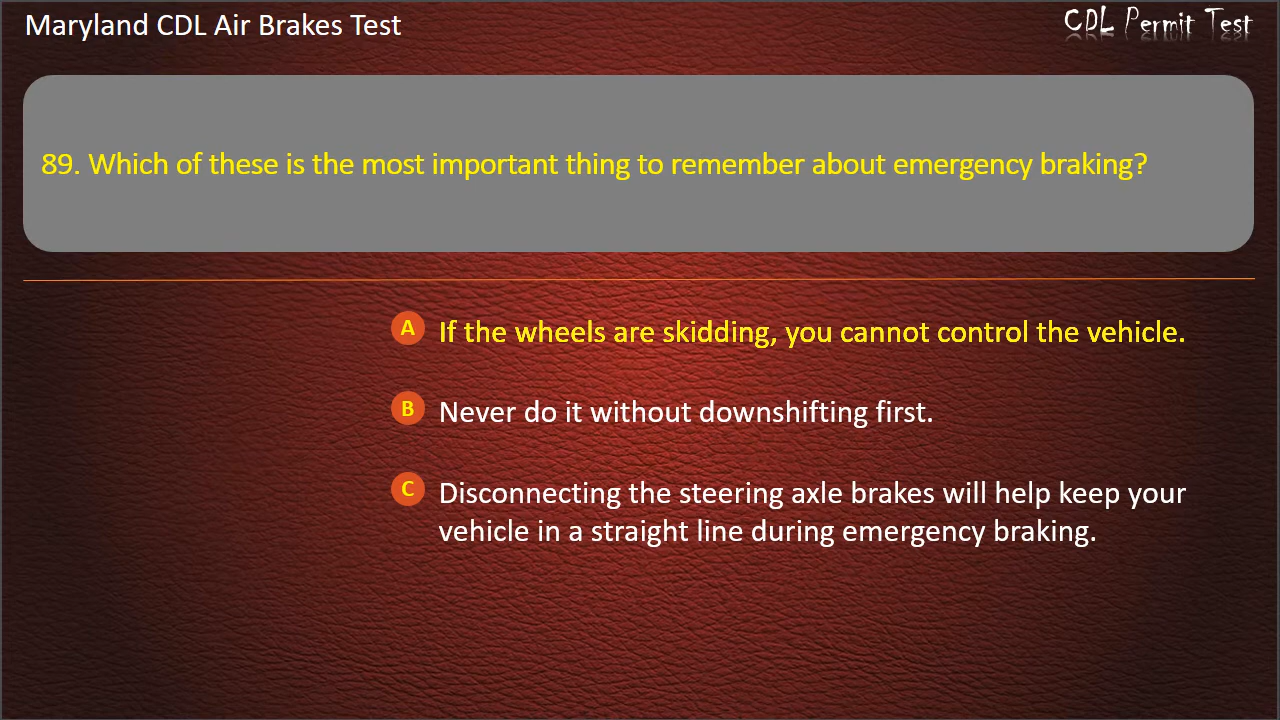 Maryland CDL Air Brakes Test
CDL Permit Test
89. Which of these is the most important thing to remember about emergency braking?
A If the wheels are skidding, you cannot control the vehicle.
B Never do it without downshifting first.
C Disconnecting the steering axle brakes will help keep your
vehicle in a straight line during emergency braking.